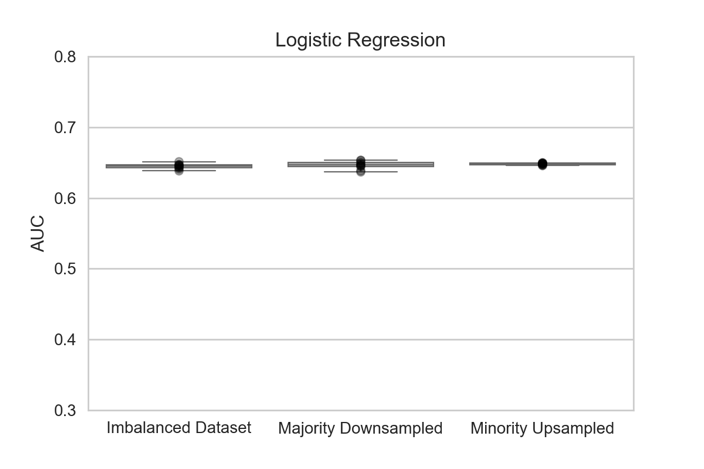 Logistic Regression
0.8
0.7
0.6
0.5
0.4
0.3
AUC
Imbalanced Dataset
Majority Downsampled
Minority Upsampled